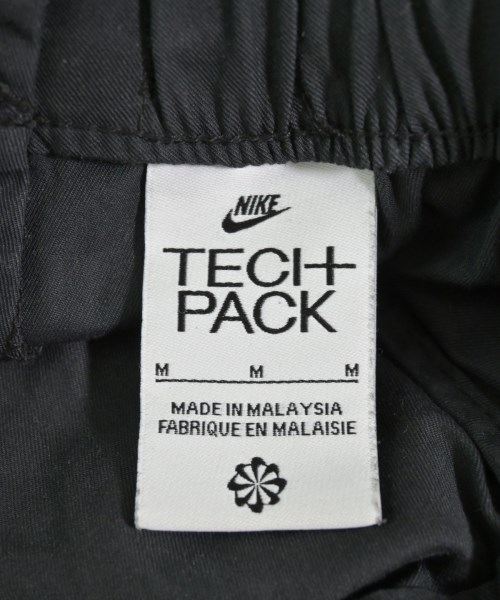 NIKE
TECH
PACK
M M M
MADE IN MALAYSIA
FABRIQUE EN MALAISIE